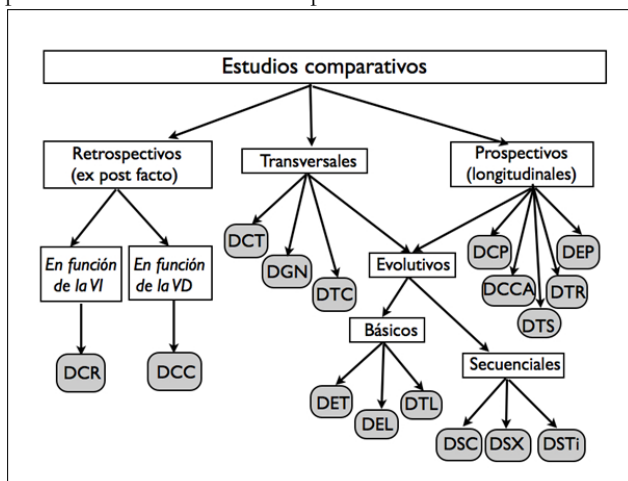 Estudios comparativos
Retrospectivos
(ex post facto)
Transversales
Prospectivos
(longitudinales)
DCT
DGN
DTC
Evolutivos
DCP
DEP
DCCA
DTR
DTS
En función
de la VI
En función
de la VD
Básicos
Secuenciales
DCR
DCC
DET
DEL
DTL
DSC
DSX
DSTi